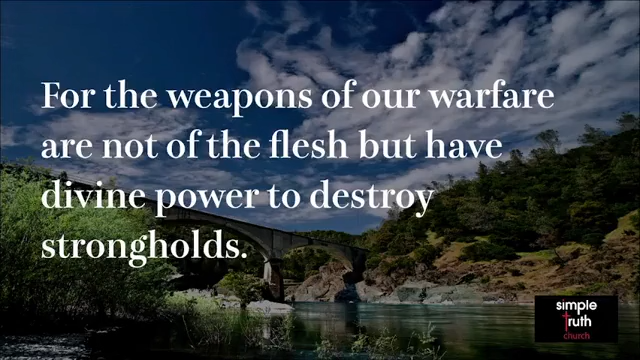 For the weapons of our warfare
are not of the flesh but have
divine power to destroy
strongholds.
simple
truth
church